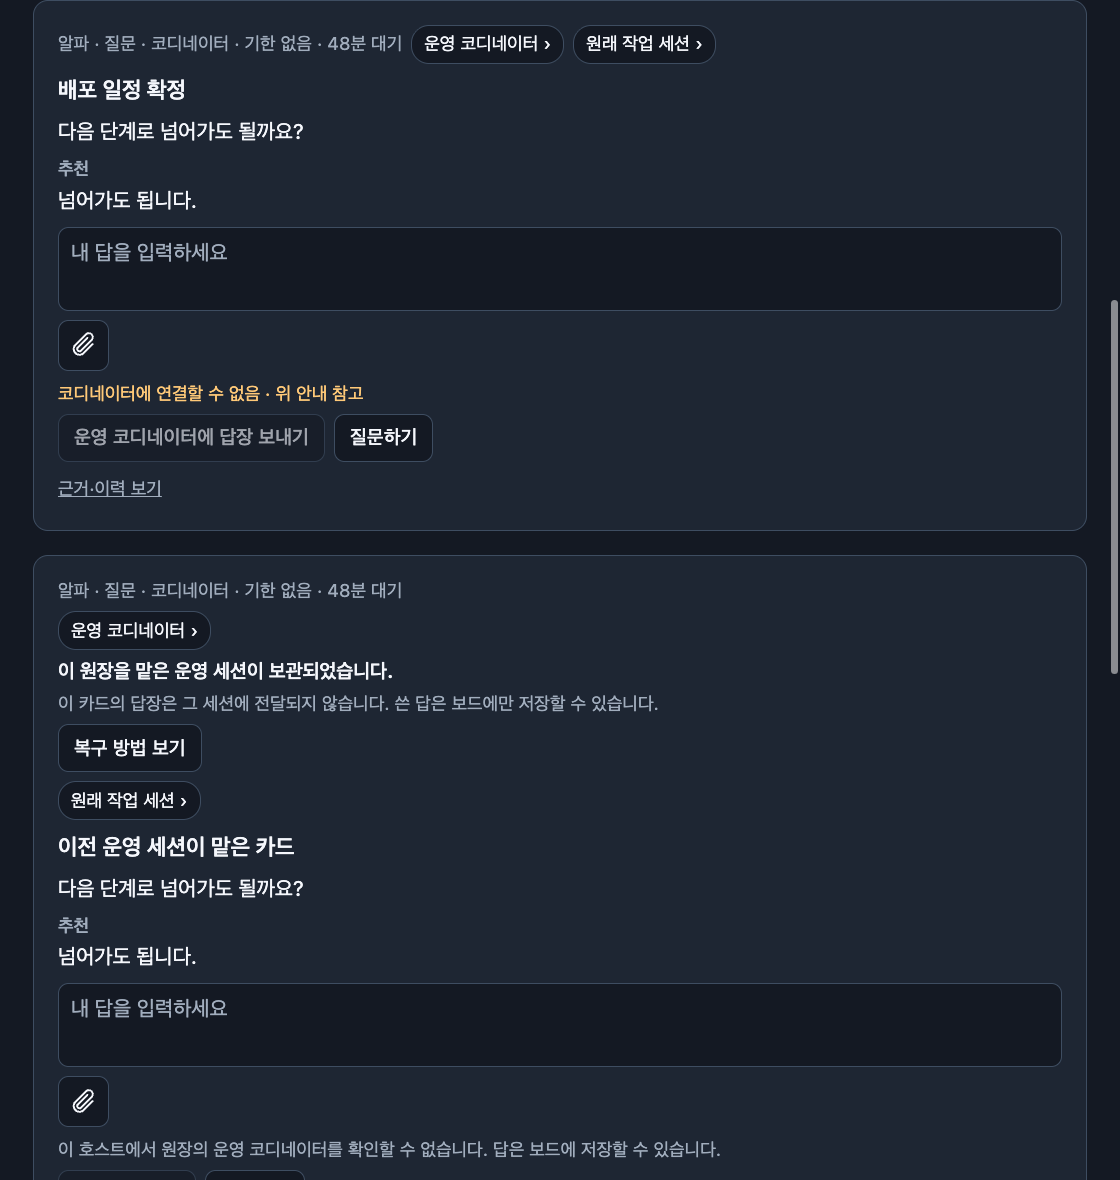 알파 · 질문 · 코디네이터 · 기한 없음 · 48분 대기 운영 코디네이터 › 원래 작업 세션 ›
배포 일정 확정
다음 단계로 넘어가도 될까요?
추천
넘어가도 됩니다.
내 답을 입력하세요
코디네이터에 연결할 수 없음 · 위 안내 참고
운영 코디네이터에 답장 보내기 질문하기
근거·이력 보기
알파 · 질문 · 코디네이터 · 기한 없음 · 48분 대기
운영 코디네이터 ›
이 원장을 맡은 운영 세션이 보관되었습니다.
이 카드의 답장은 그 세션에 전달되지 않습니다. 쓴 답은 보드에만 저장할 수 있습니다.
복구 방법 보기
원래 작업 세션 ›
이전 운영 세션이 맡은 카드
다음 단계로 넘어가도 될까요?
추천
넘어가도 됩니다.
내 답을 입력하세요
이 호스트에서 원장의 운영 코디네이터를 확인할 수 없습니다. 답은 보드에 저장할 수 있습니다.